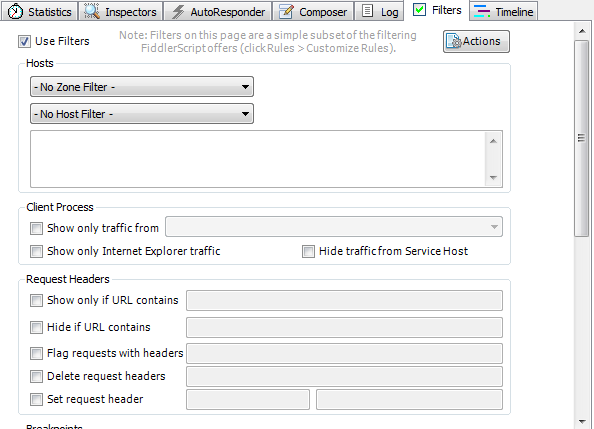 Statistics Inspectors AutoResponder Composer Log Filters Timeline
Use Filters
Note: Filters on this page are a simple subset of the filtering
FiddlerScript offers (click Rules > Customize Rules).
Actions
Hosts
- No Zone Filter -
- No Host Filter -
Client Process
Show only traffic from
Show only Internet Explorer traffic Hide traffic from Service Host
Request Headers
Show only if URL contains
Hide if URL contains
Flag requests with headers
Delete request headers
Set request header
Breakpoints